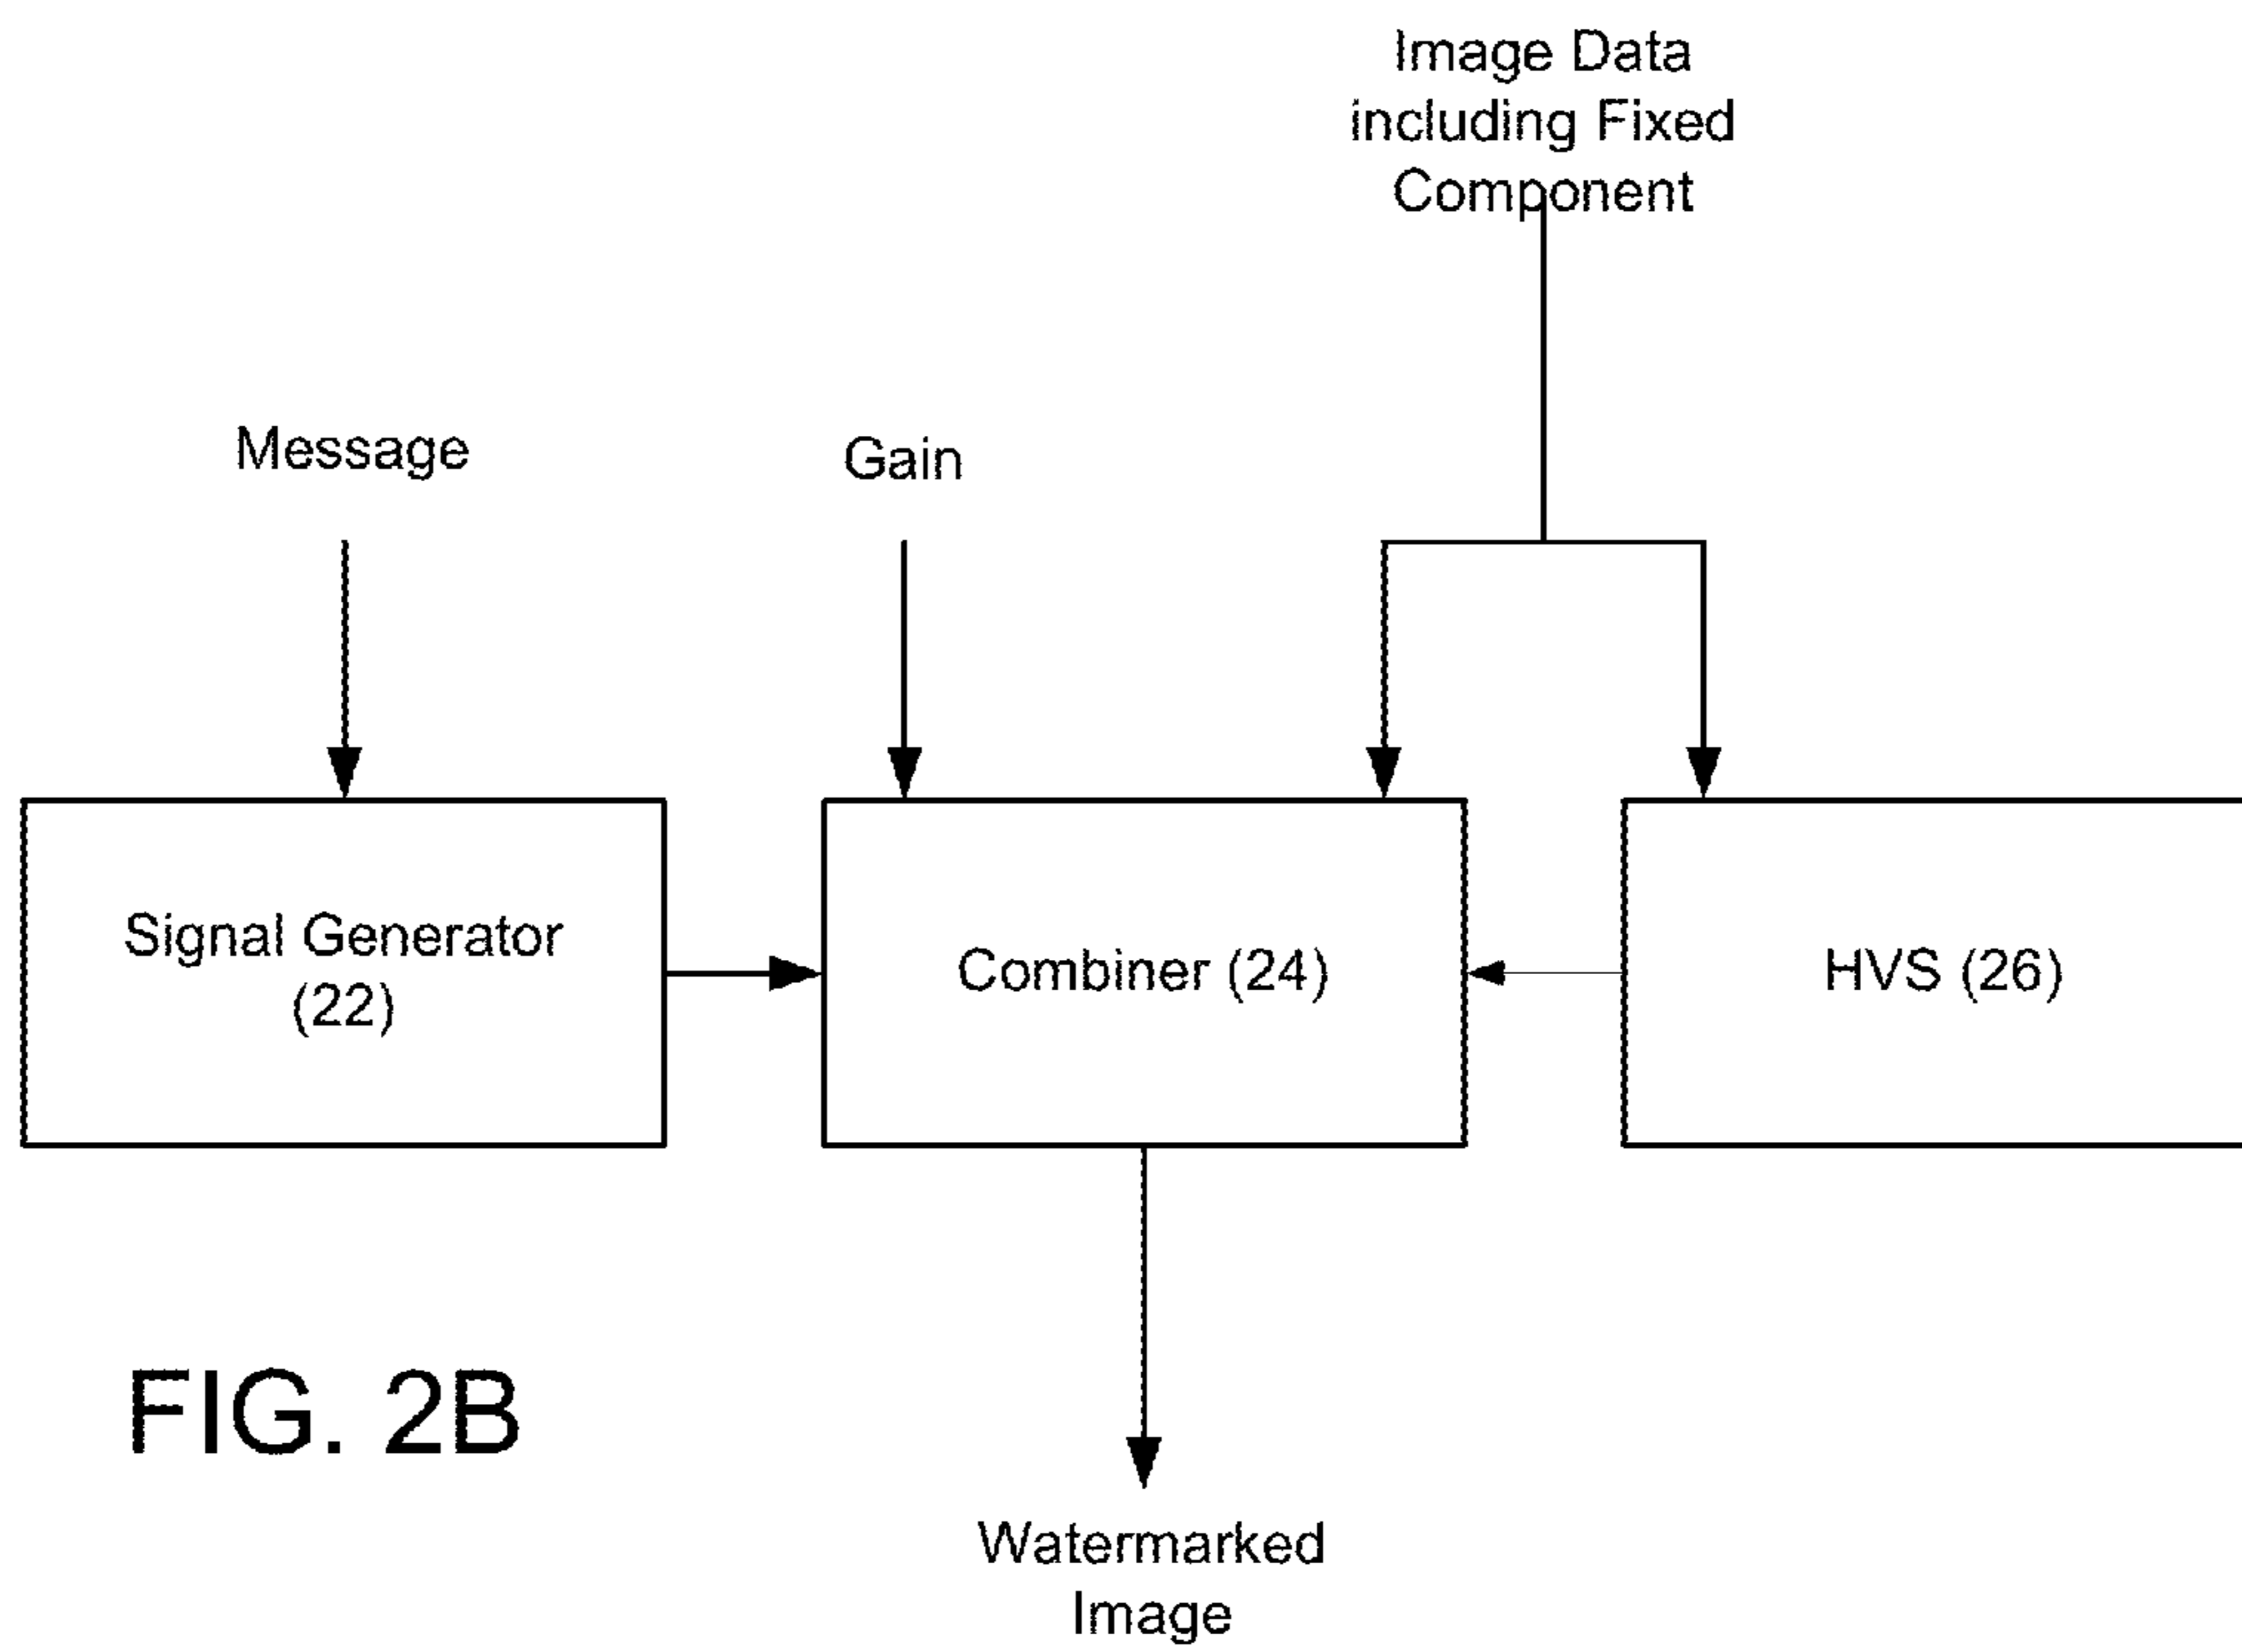 Image Data
including Fixed
Component
Message
Gain
Signal Generator
(22)
Combiner (24)
HVS (26)
FIG. 2B
Watermarked
Image